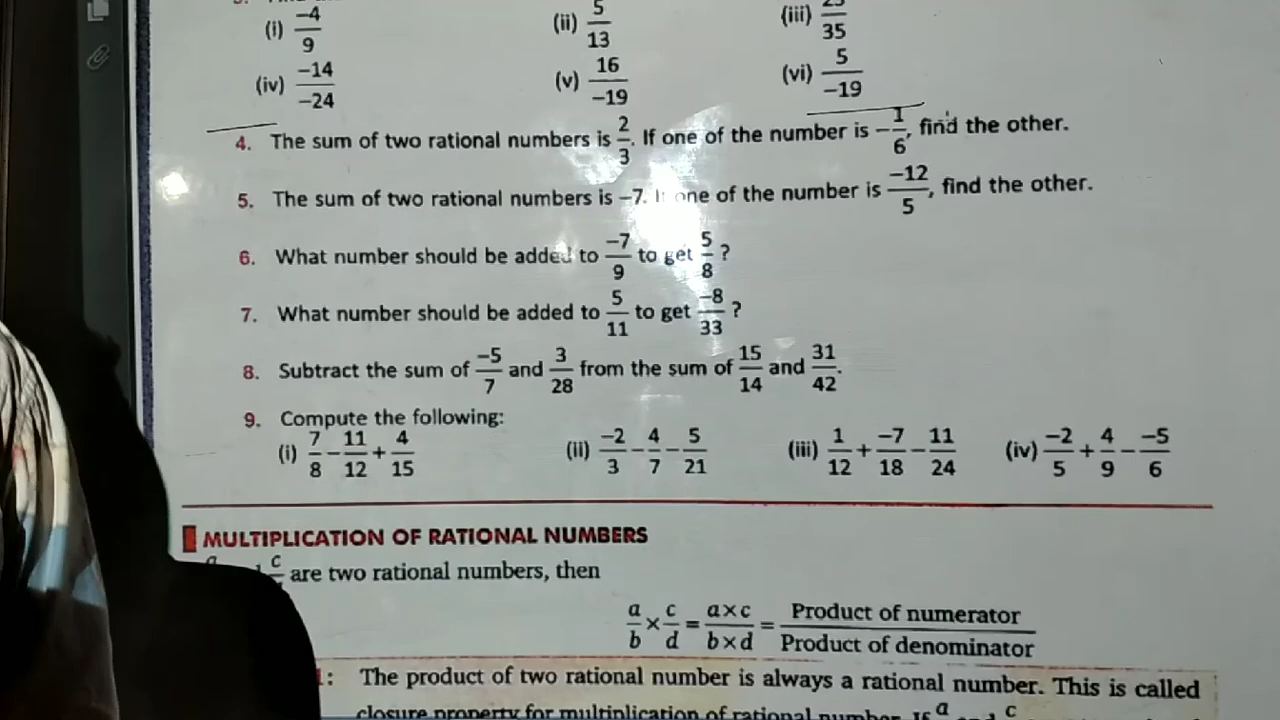 (i) -4/9 (ii) 5/13 (iii) /35
(iv) -14/-24 (v) 16/-19 (vi) 5/-19
4. The sum of two rational numbers is 2/3. If one of the number is -1/6, find the other.
5. The sum of two rational numbers is -7. one of the number is -12/5, find the other.
6. What number should be added to -7/9 to get 5/8 ?
7. What number should be added to 5/11 to get -8/33 ?
8. Subtract the sum of -5/7 and 3/28 from the sum of 15/14 and 31/42.
9. Compute the following:
(i) 7/8 - 11/12 + 4/15 (ii) -2/3 - 4/7 - 5/21 (iii) 1/12 + -7/18 - 11/24 (iv) -2/5 + 4/9 - -5/6
MULTIPLICATION OF RATIONAL NUMBERS
are two rational numbers, then
a/b × c/d = a×c/b×d = Product of numerator/Product of denominator
: The product of two rational number is always a rational number. This is called
closure property for multiplication of rational number. If a c